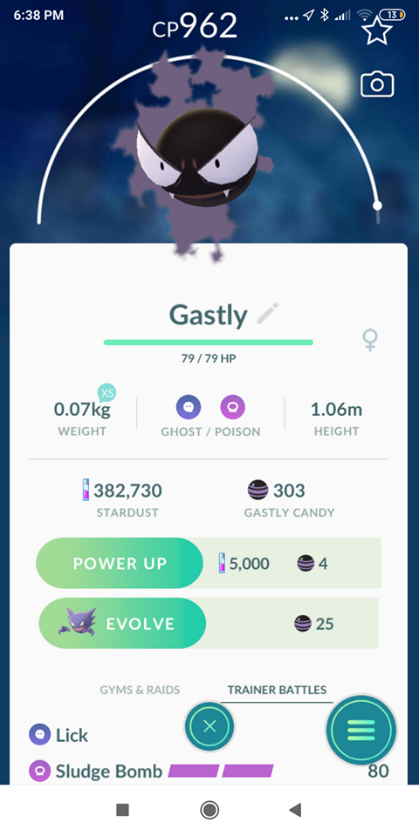 6:38 PM
13
CP962
Gastly
79 / 79 HP
XS
0.07kg
WEIGHT
GHOST / POISON
1.06m
HEIGHT
382,730
STARDUST
303
GASTLY CANDY
POWER UP 5,000 4
EVOLVE 25
GYMS & RAIDS TRAINER BATTLES
Lick
Sludge Bomb 80